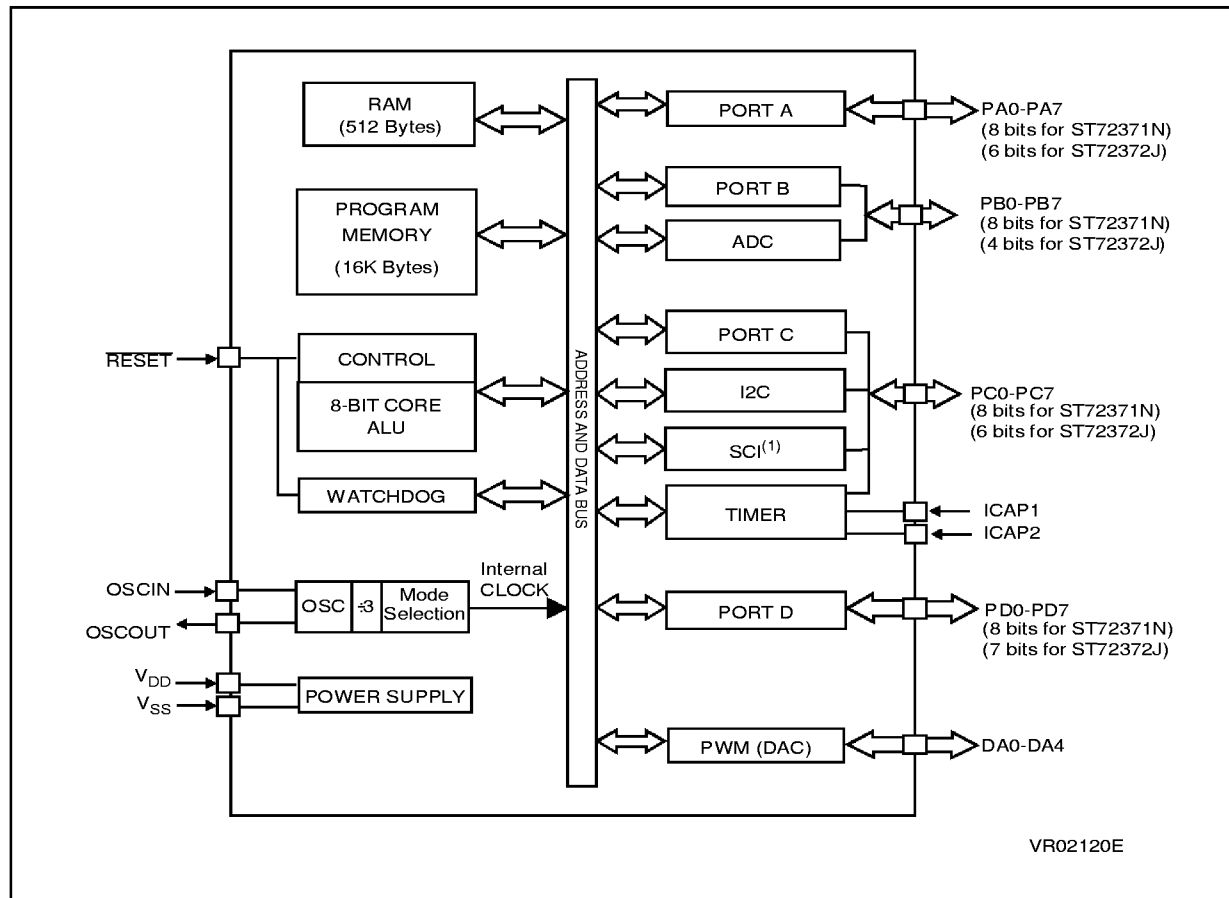 RAM
(512 Bytes)
PROGRAM
MEMORY
(16K Bytes)
RESET
CONTROL
8-BIT CORE
ALU
WATCHDOG
OSCIN
OSCOUT
OSC
÷3
Mode
Selection
Internal
CLOCK
VDD
VSS
POWER SUPPLY
ADDRESS AND DATA BUS
PORT A
PA0-PA7
(8 bits for ST72371N)
(6 bits for ST72372J)
PORT B
ADC
PB0-PB7
(8 bits for ST72371N)
(4 bits for ST72372J)
PORT C
I2C
SCI(1)
TIMER
PC0-PC7
(8 bits for ST72371N)
(6 bits for ST72372J)
ICAP1
ICAP2
PORT D
PD0-PD7
(8 bits for ST72371N)
(7 bits for ST72372J)
PWM (DAC)
DA0-DA4
VR02120E